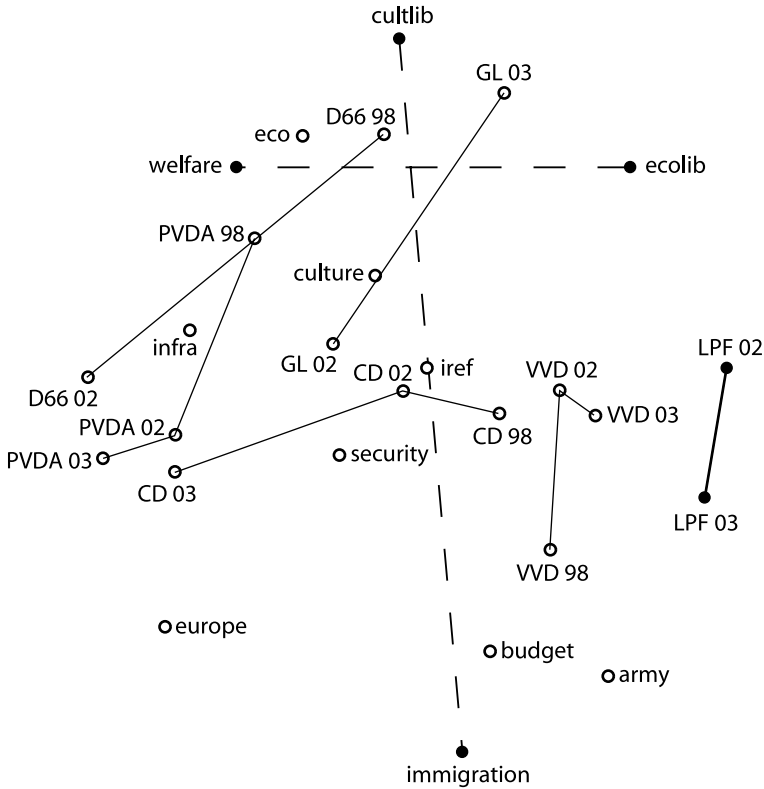 cultlib
GL 03
D66 98
eco
welfare
ecolib
PVDA 98
culture
infra
GL 02
CD 02
iref
VVD 02
LPF 02
D66 02
PVDA 02
CD 98
VVD 03
PVDA 03
security
CD 03
LPF 03
VVD 98
europe
budget
army
immigration